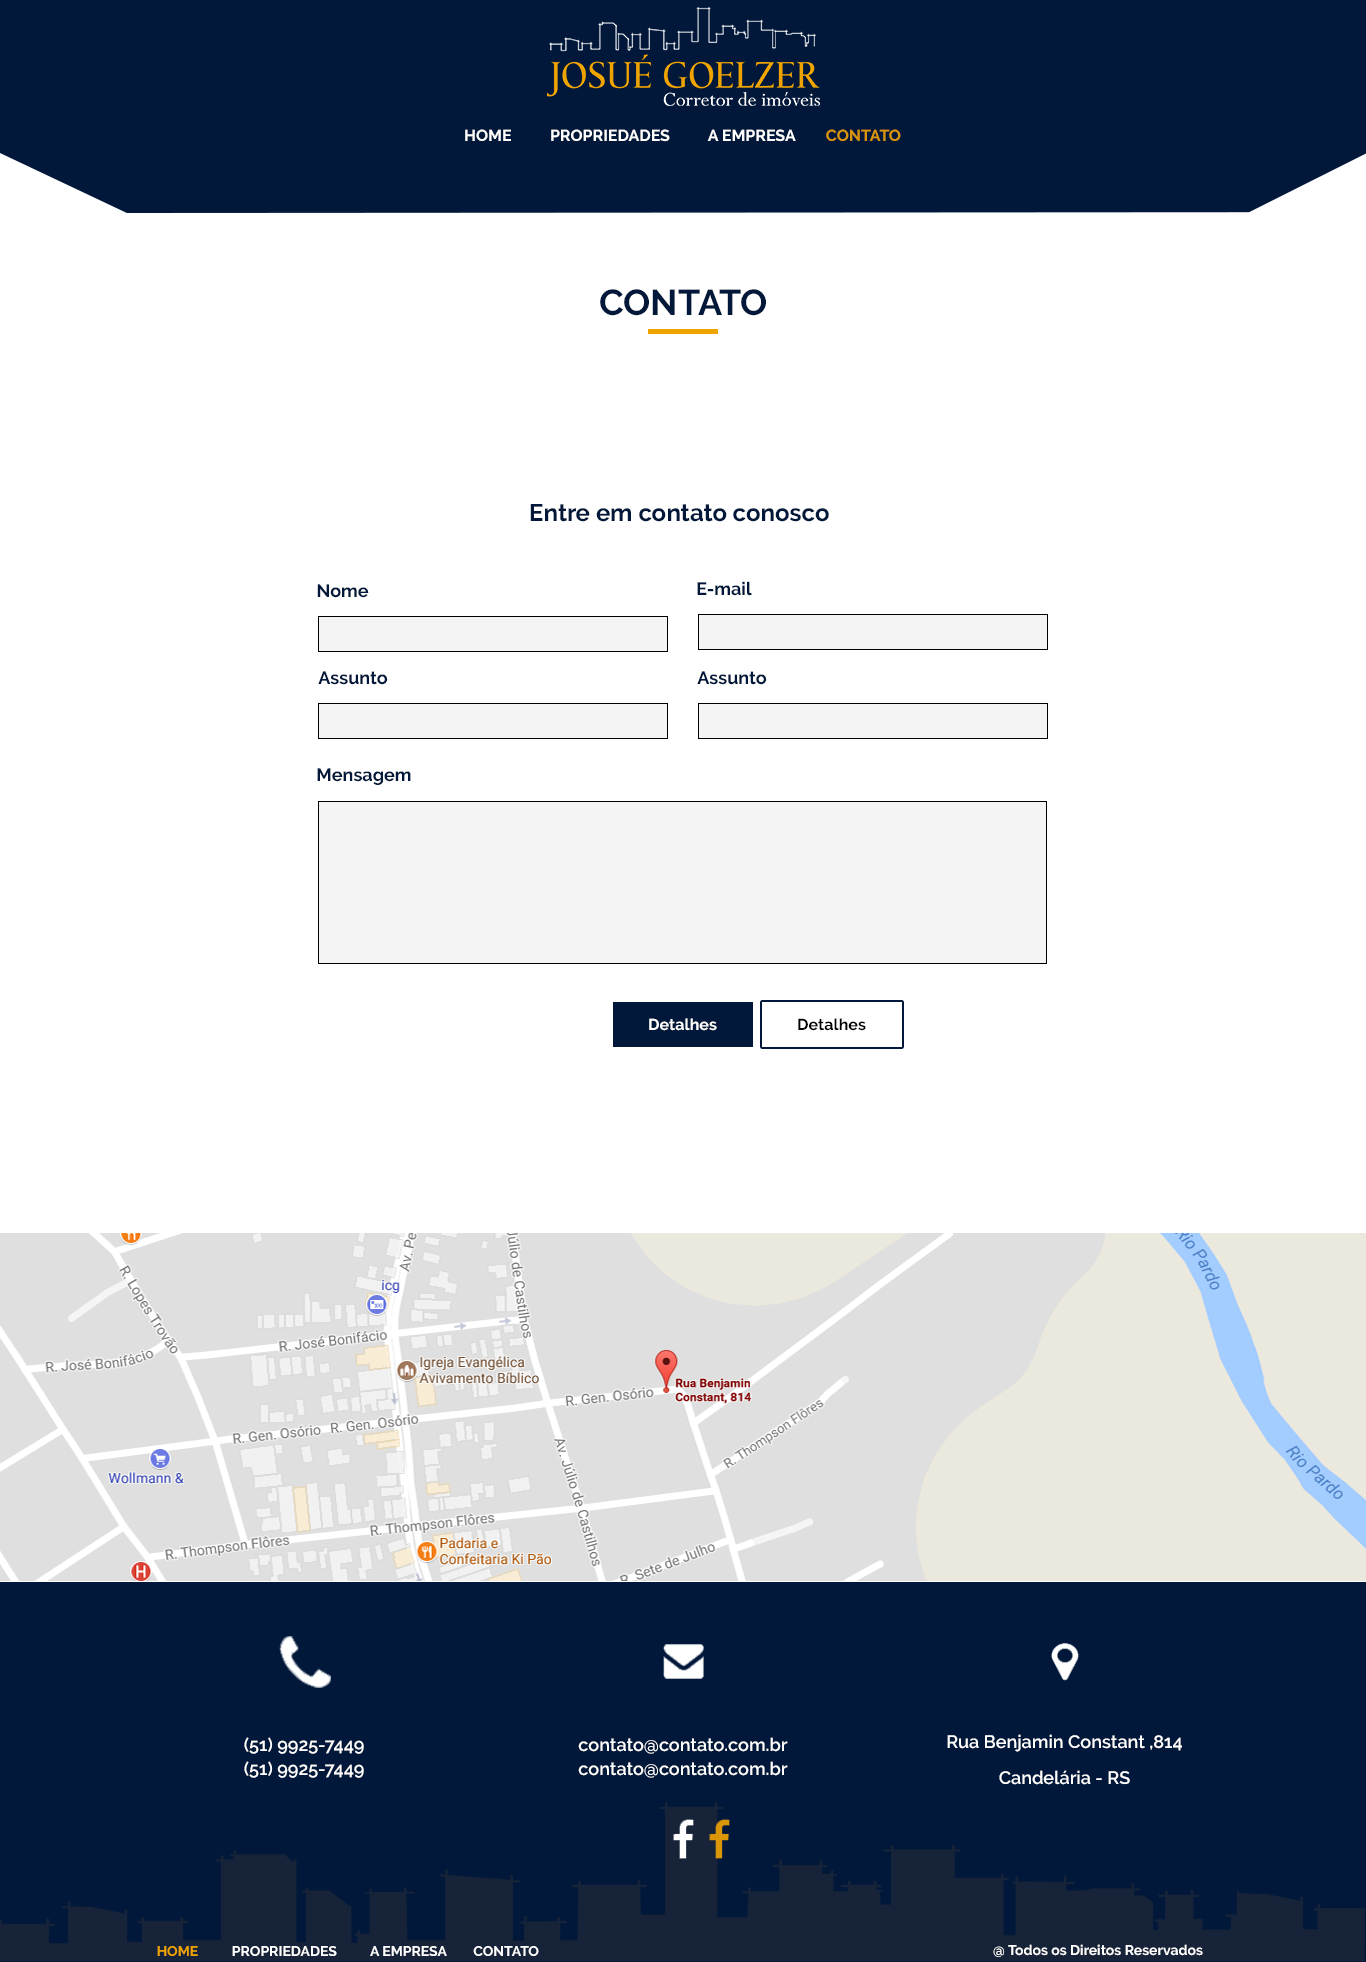 JOSUÉ GOELZER
Corretor de imóveis
HOME PROPRIEDADES A EMPRESA CONTATO
CONTATO
Entre em contato conosco
Nome
E-mail
Assunto
Assunto
Mensagem
Detalhes
Detalhes
Av. Pe
Júlio de Castilhos
Rio Pardo
R. Lopes Trovão
icg
R. José Bonifácio
R. José Bonifácio
Igreja Evangélica
Avivamento Bíblico
Rua Benjamin
Constant, 814
R. Gen. Osório
R. Gen. Osório
R. Gen. Osório
R. Thompson Flôres
Wollmann &
Av. Júlio de Castilhos
Rio Pardo
R. Thompson Flôres
R. Thompson Flôres
Padaria e
Confeitaria Ki Pão
R. Sete de Julho
H
(51) 9925-7449
(51) 9925-7449
contato@contato.com.br
contato@contato.com.br
Rua Benjamin Constant ,814
Candelária - RS
HOME PROPRIEDADES A EMPRESA CONTATO
@ Todos os Direitos Reservados